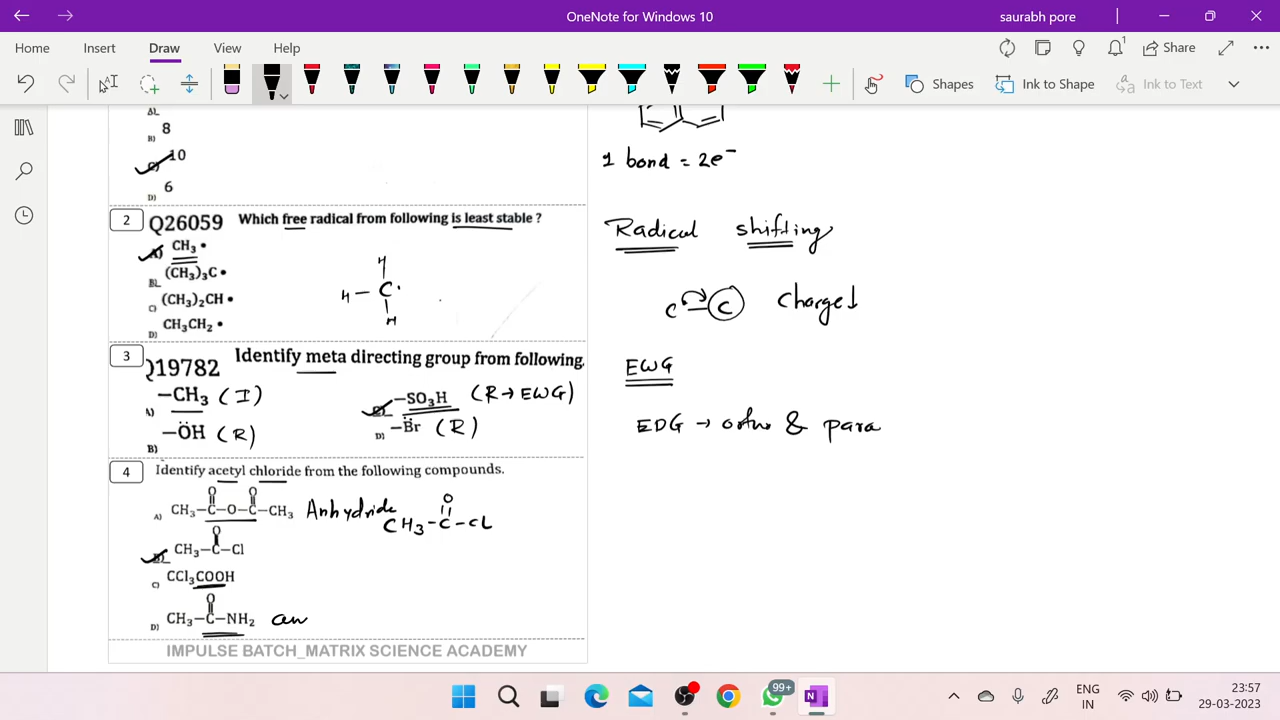 OneNote for Windows 10
saurabh pore
Home Insert Draw View Help
Share
Shapes
Ink to Shape
Ink to Text
8
B)
10
6
D)
1 bond = 2e⁻
2 Q26059 Which free radical from following is least stable ?
A) CH₃ •
(CH₃)₃C •
C) (CH₃)₂CH •
D) CH₃CH₂ •
H
H – C •
H
Radical shifting
C – C charge↓
EWG
EDG → ortho & para
3 Q19782 Identify meta directing group from following.
A) −CH₃ (I)
−SO₃H (R → EWG)
B) −ÖH (R)
D) −B̈r (R)
4 Identify acetyl chloride from the following compounds.
O O
A) CH₃−C−O−C−CH₃ Anhydride
O
CH₃−C−Cl
O
B) CH₃−C−Cl
C) CCl₃COOH
O
D) CH₃−C−NH₂ am
IMPULSE BATCH_MATRIX SCIENCE ACADEMY
99+
ENG
IN
23:57
29-03-2023